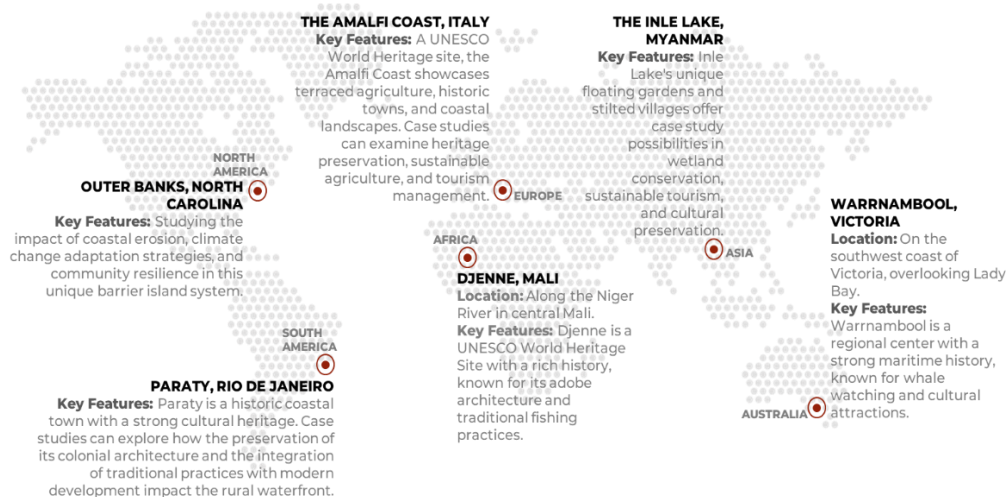 THE AMALFI COAST, ITALY
Key Features: A UNESCO
World Heritage site, the
Amalfi Coast showcases
terraced agriculture, historic
towns, and coastal
landscapes. Case studies
can examine heritage
preservation, sustainable
agriculture, and tourism
management.
EUROPE
THE INLE LAKE,
MYANMAR
Key Features: Inle
Lake's unique
floating gardens and
stilted villages offer
case study
possibilities in
wetland
conservation,
sustainable tourism,
and cultural
preservation.
ASIA
NORTH
AMERICA
OUTER BANKS, NORTH
CAROLINA
Key Features: Studying the
impact of coastal erosion, climate
change adaptation strategies, and
community resilience in this
unique barrier island system.
AFRICA
DJENNE, MALI
Location: Along the Niger
River in central Mali.
Key Features: Djenne is a
UNESCO World Heritage
Site with a rich history,
known for its adobe
architecture and
traditional fishing
practices.
WARRNAMBOOL,
VICTORIA
Location: On the
southwest coast of
Victoria, overlooking Lady
Bay.
Key Features:
Warrnambool is a
regional center with a
strong maritime history,
known for whale
watching and cultural
attractions.
AUSTRALIA
SOUTH
AMERICA
PARATY, RIO DE JANEIRO
Key Features: Paraty is a historic coastal
town with a strong cultural heritage. Case
studies can explore how the preservation of
its colonial architecture and the integration
of traditional practices with modern
development impact the rural waterfront.